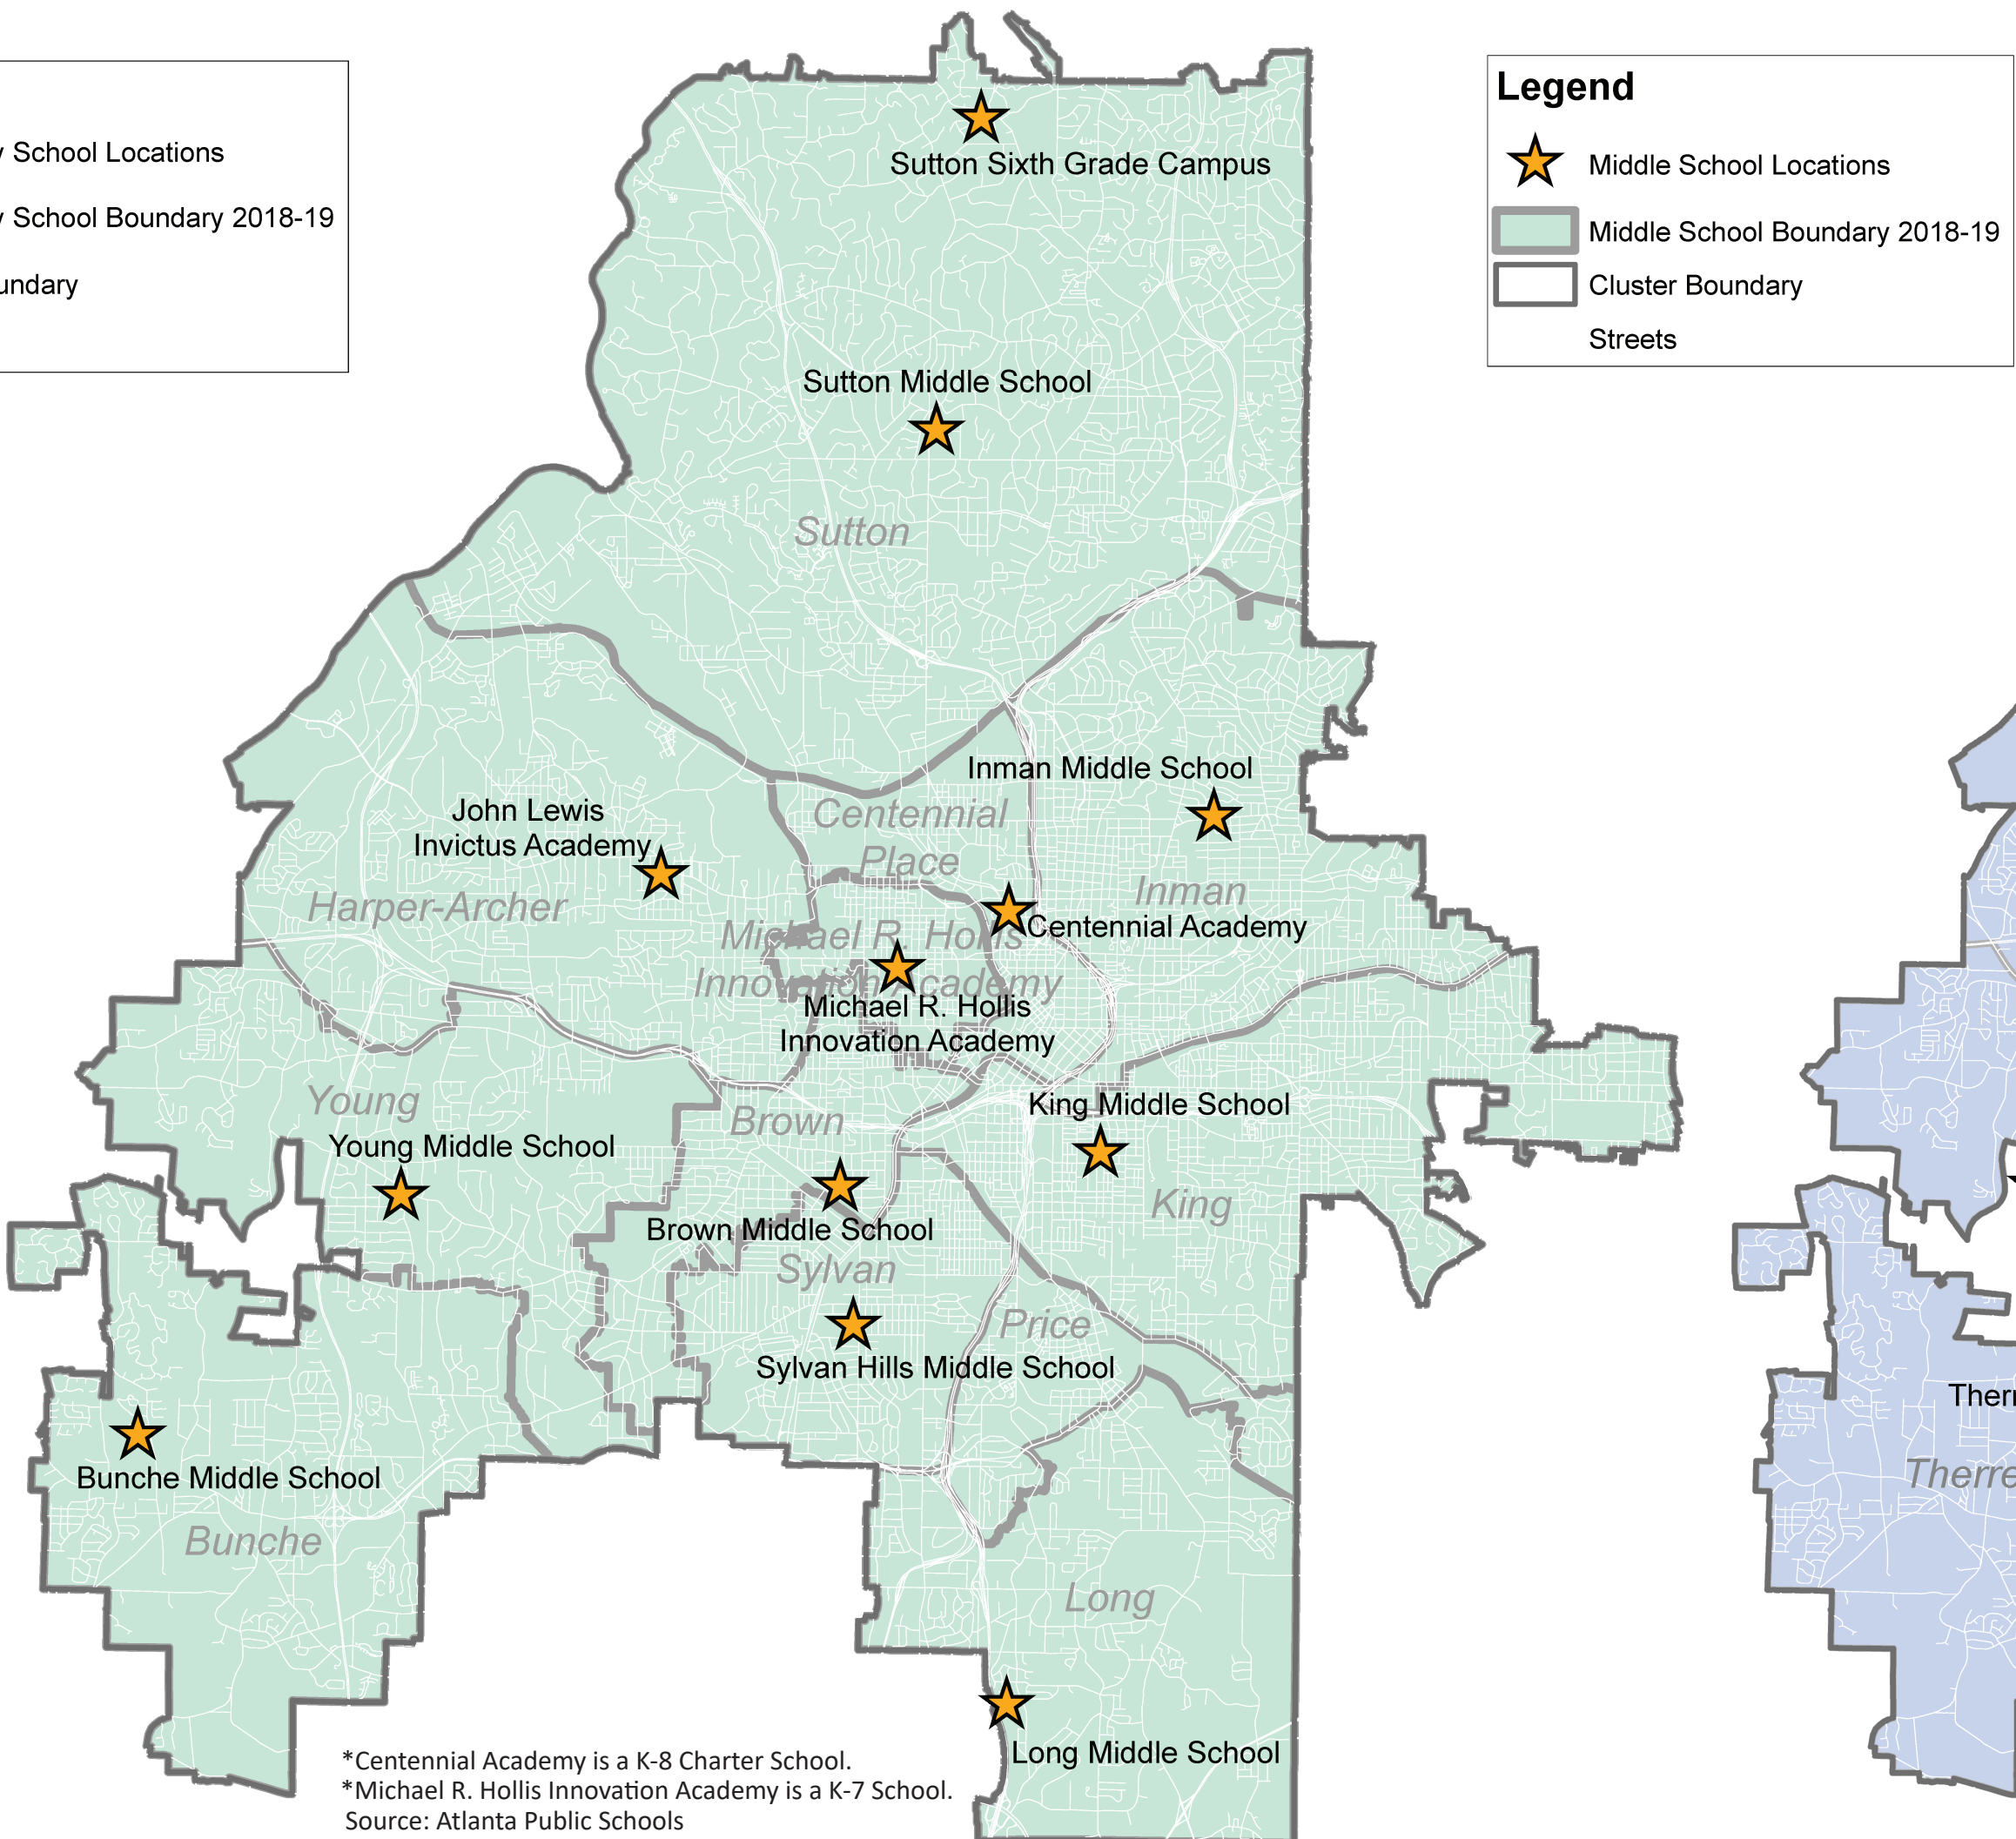 School Locations
School Boundary 2018-19
Legend
Middle School Locations
Middle School Boundary 2018-19
Cluster Boundary
Streets
Sutton Sixth Grade Campus
Sutton Middle School
Sutton
Inman Middle School
John Lewis
Invictus Academy
Centennial
Place
Harper-Archer
Inman
Centennial Academy
Michael R. Hollis
Innovation Academy
Michael R. Hollis
Innovation Academy
Young
Brown
King Middle School
Young Middle School
King
Brown Middle School
Sylvan
Price
Sylvan Hills Middle School
Bunche Middle School
Bunche
Long
Long Middle School
*Centennial Academy is a K-8 Charter School.
*Michael R. Hollis Innovation Academy is a K-7 School.
Source: Atlanta Public Schools